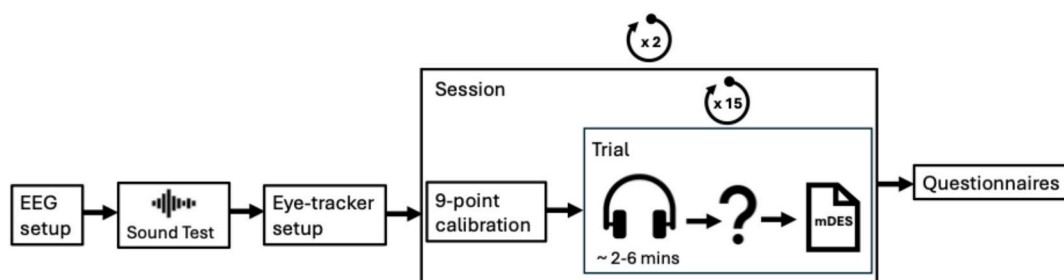 x 2
Session
x 15
Trial
EEG
setup
Sound Test
Eye-tracker
setup
9-point
calibration
~ 2-6 mins
?
mDES
Questionnaires